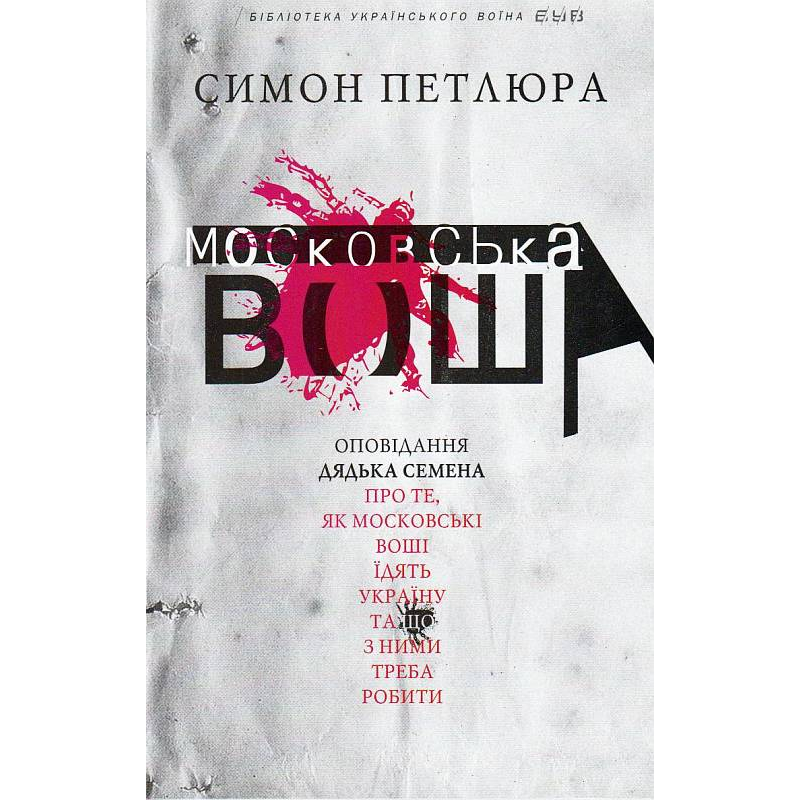 БІБЛІОТЕКА УКРАЇНСЬКОГО ВОЇНА БУВ
СИМОН ПЕТЛЮРА
МОСКОВСЬКА
ВОША
ОПОВІДАННЯ
ДЯДЬКА СЕМЕНА
ПРО ТЕ,
ЯК МОСКОВСЬКІ
ВОШІ
ЇДЯТЬ
УКРАЇНУ
ТА ЩО
З НИМИ
ТРЕБА
РОБИТИ